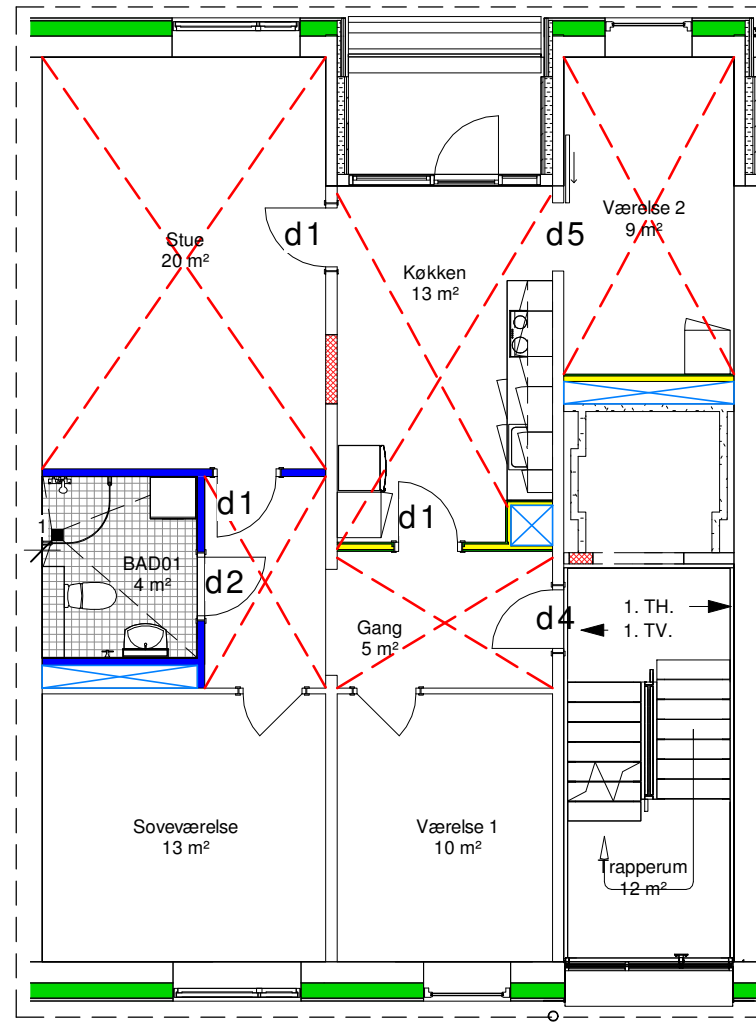 Værelse 2
9 m²
d1
d5
Stue
20 m²
Køkken
13 m²
d1
d1
1
BAD01
4 m²
d2
1. TH.
1. TV.
d4
Gang
5 m²
Soveværelse
13 m²
Værelse 1
10 m²
Trapperum
12 m²